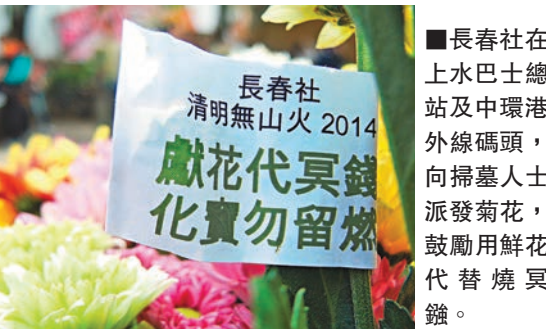 長春社
清明無山火 2014
獻花代冥錢
化寶勿留燃
■長春社在
上水巴士總
站及中環港
外線碼頭，
向掃墓人士
派發菊花，
鼓勵用鮮花
代替燒冥
鏹。